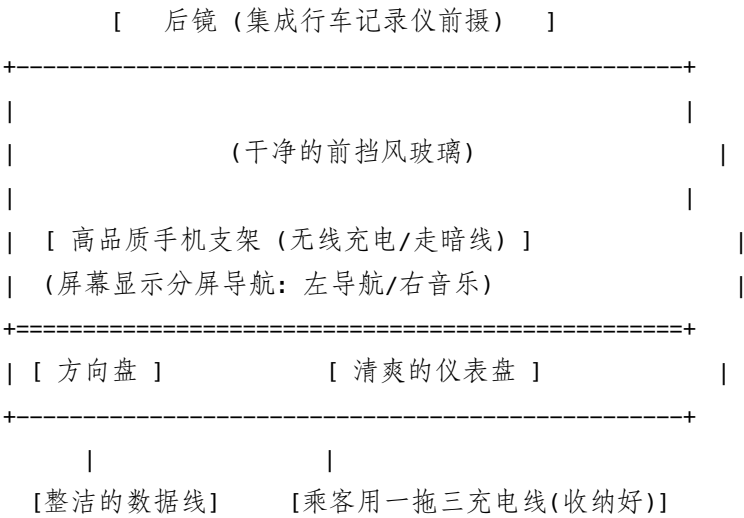 [ 后镜 (集成行车记录仪前摄) ]
(干净的前挡风玻璃)
[ 高品质手机支架 (无线充电/走暗线) ]
(屏幕显示分屏导航: 左导航/右音乐)
[ 方向盘 ] [ 清爽的仪表盘 ]
[整洁的数据线] [乘客用一拖三充电线(收纳好)]